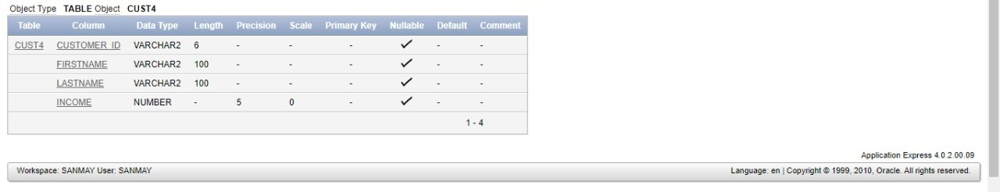 Object Type TABLE Object CUST4
Table Column Data Type Length Precision Scale Primary Key Nullable Default Comment
CUST4 CUSTOMER_ID VARCHAR2 6 - - - ✓ - -
FIRSTNAME VARCHAR2 100 - - - ✓ - -
LASTNAME VARCHAR2 100 - - - ✓ - -
INCOME NUMBER - 5 0 - ✓ - -
1 - 4
Application Express 4.0.2.00.09
Workspace: SANMAY User: SANMAY Language: en | Copyright © 1999, 2010, Oracle. All rights reserved.